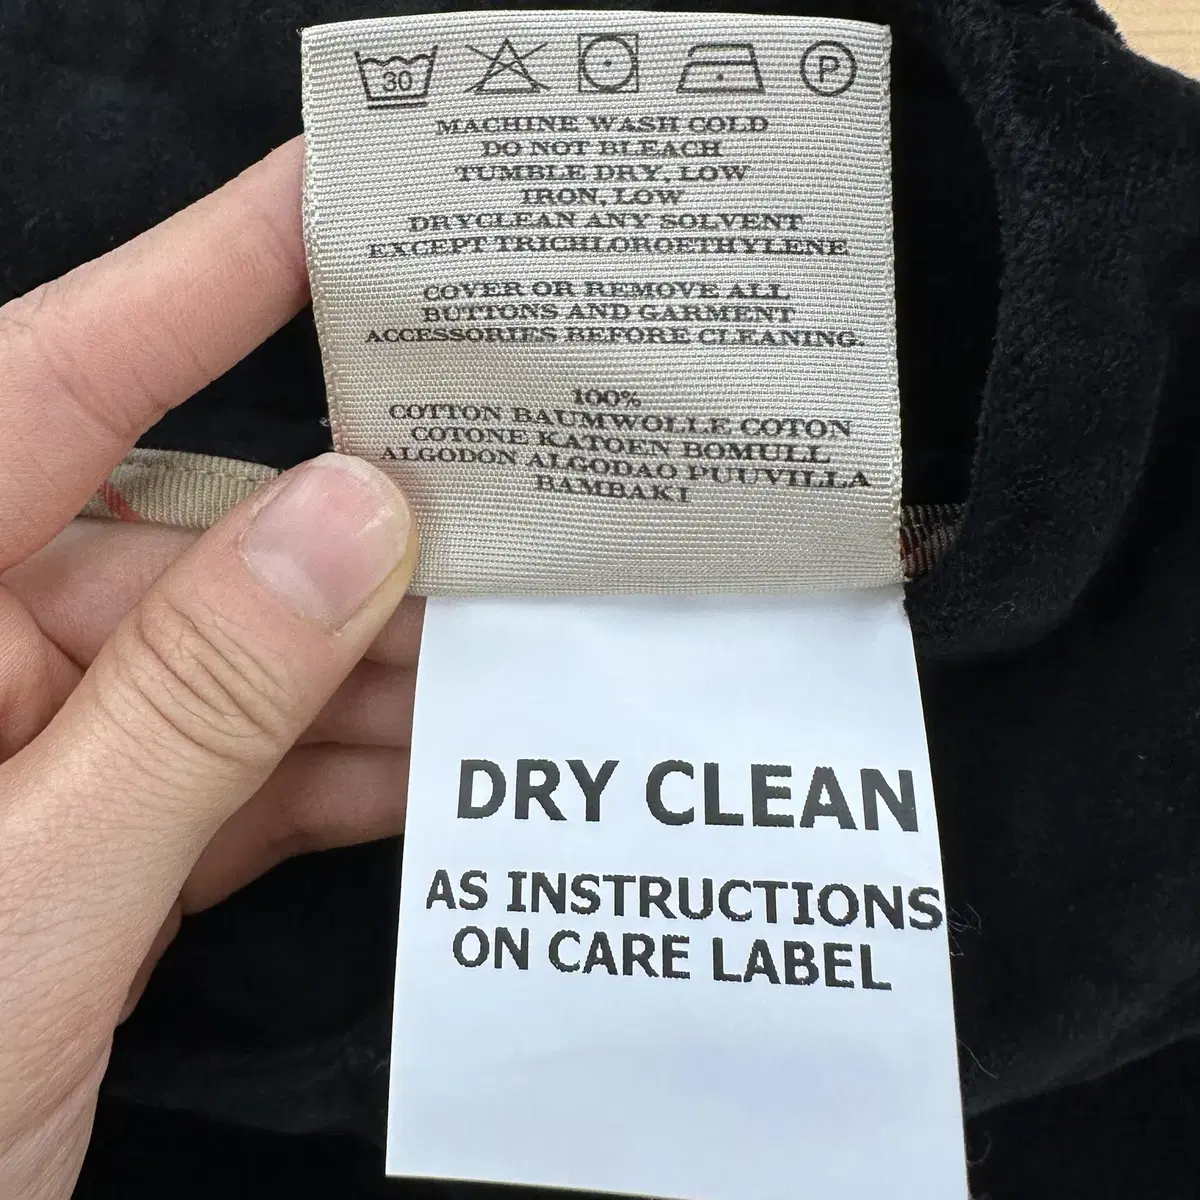 30
P
MACHINE WASH COLD
DO NOT BLEACH
TUMBLE DRY, LOW
IRON, LOW
DRYCLEAN ANY SOLVENT
EXCEPT TRICHLOROETHYLENE
COVER OR REMOVE ALL
BUTTONS AND GARMENT
ACCESSORIES BEFORE CLEANING.
100%
COTTON BAUMWOLLE COTON
COTONE KATOEN BOMULL
ALGODON ALGODAO PUUVILLA
BAMBAKI
DRY CLEAN
AS INSTRUCTIONS
ON CARE LABEL